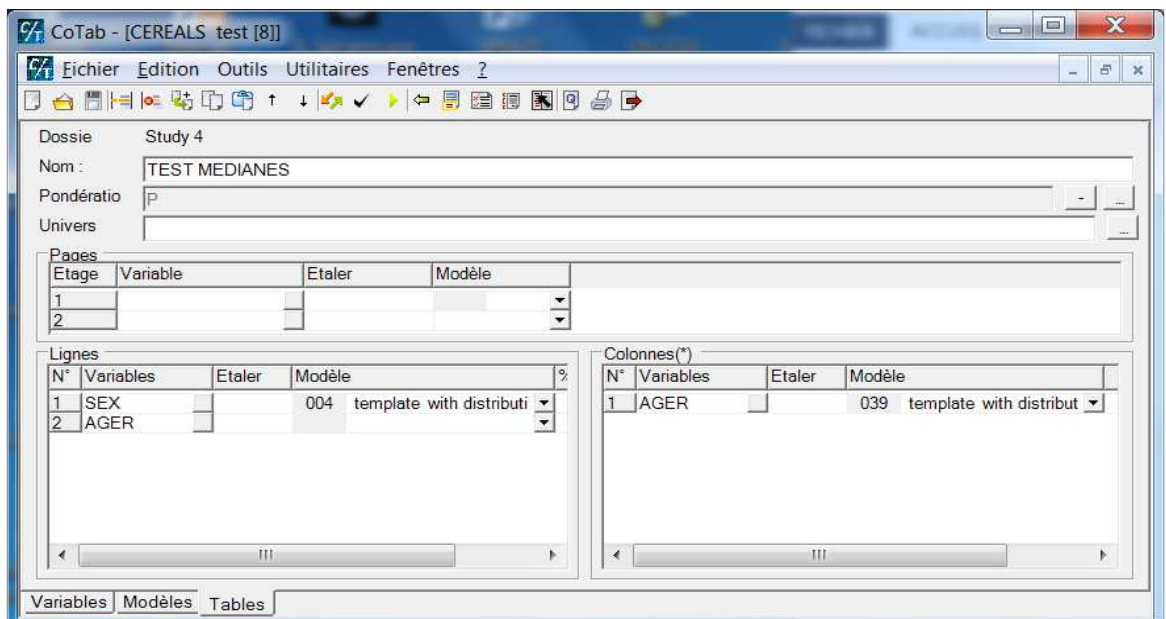 CoTab - [CEREALS test [8]]
Eichier Edition Outils Utilitaires Fenêtres ?
Dossie Study 4
Nom : TEST MEDIANES
Pondératio P - ...
Univers ...
Pages
Etage Variable Etaler Modèle
1
2
Lignes
N° Variables Etaler Modèle %
1 SEX 004 template with distributi
2 AGER
Colonnes(*)
N° Variables Etaler Modèle
1 AGER 039 template with distribut
Variables Modèles Tables